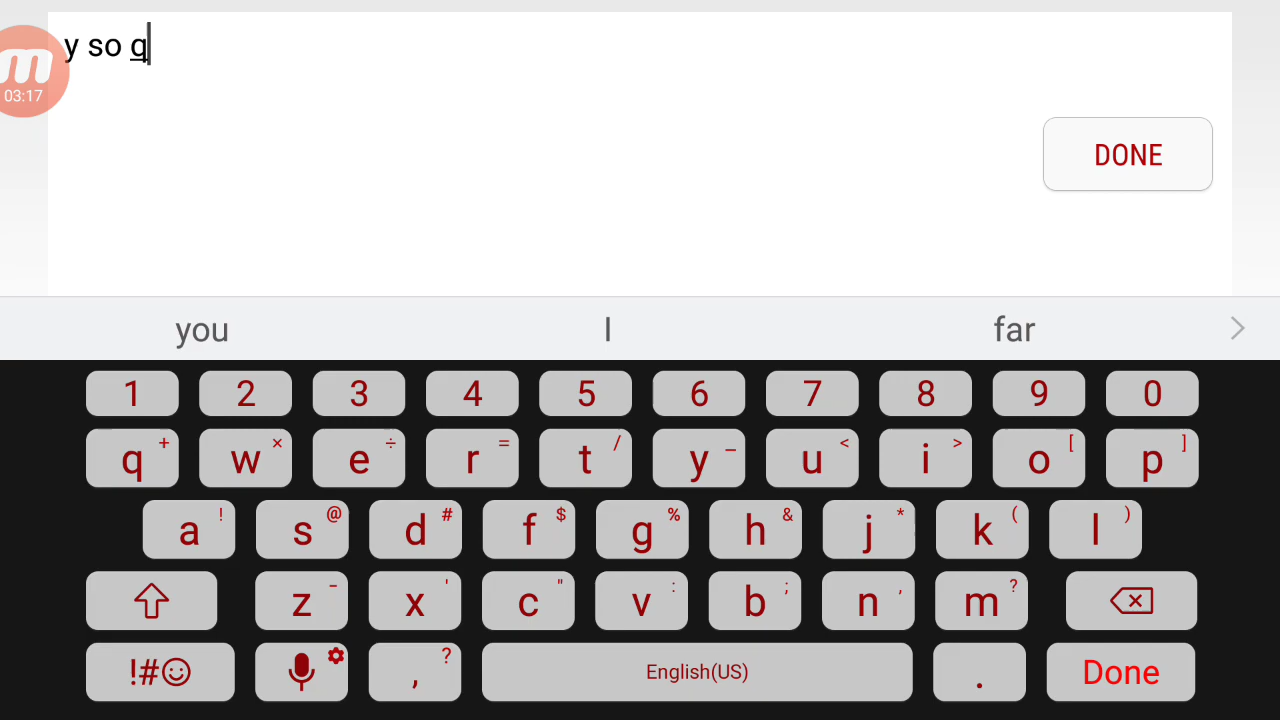 y so q
m
03:17
DONE
you I far
1 2 3 4 5 6 7 8 9 0
q + w × e ÷ r = t / y – u < i > o [ p ]
a ! s @ d # f $ g % h & j * k ( l )
z – x ' c " v : b ; n , m ?
!#☺ , ? English(US) . Done